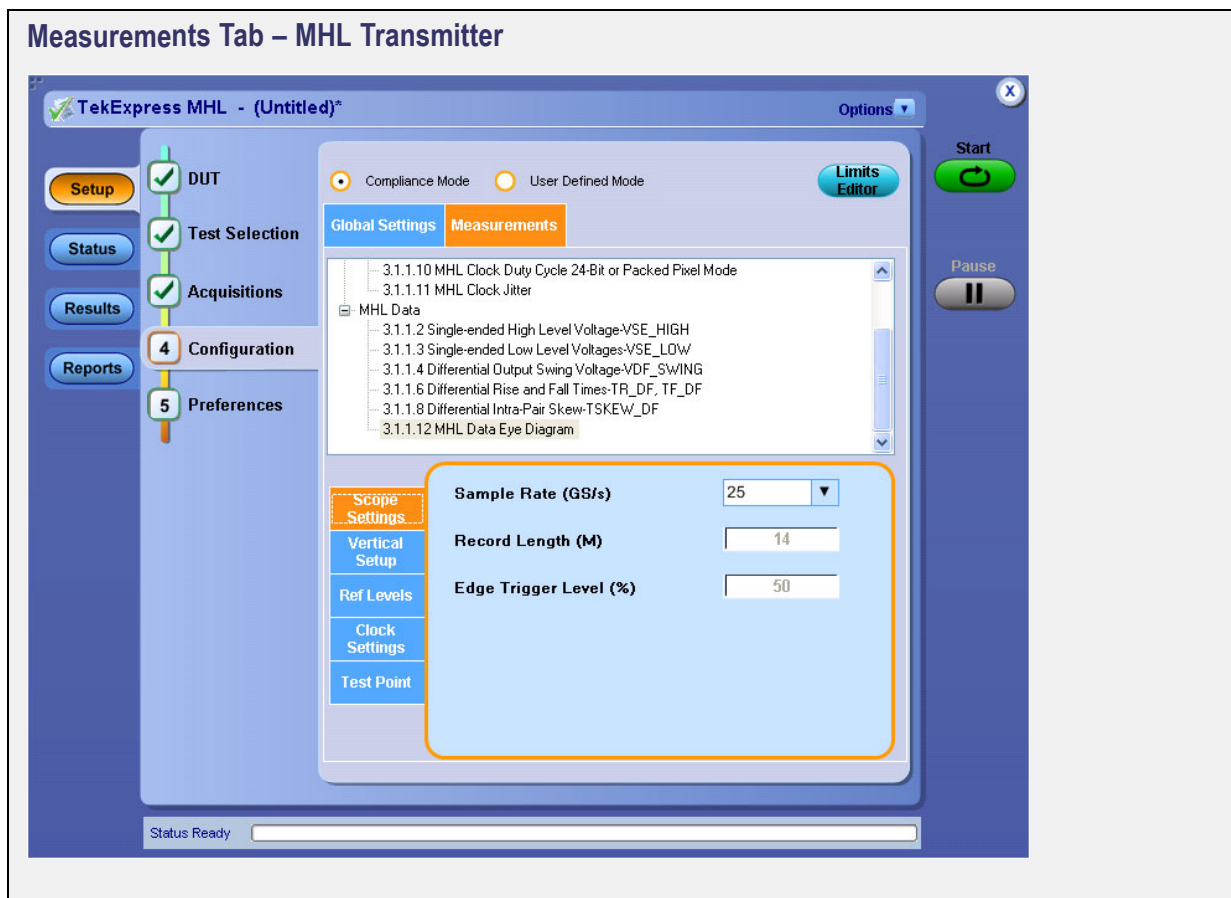 Measurements Tab – MHL Transmitter
TekExpress MHL - (Untitled)*
Options
X
Setup
Status
Results
Reports
DUT
Test Selection
Acquisitions
4 Configuration
5 Preferences
Compliance Mode
User Defined Mode
Limits
Editor
Start
Pause
Global Settings
Measurements
3.1.1.10 MHL Clock Duty Cycle 24-Bit or Packed Pixel Mode
3.1.1.11 MHL Clock Jitter
MHL Data
3.1.1.2 Single-ended High Level Voltage-VSE_HIGH
3.1.1.3 Single-ended Low Level Voltages-VSE_LOW
3.1.1.4 Differential Output Swing Voltage-VDF_SWING
3.1.1.6 Differential Rise and Fall Times-TR_DF, TF_DF
3.1.1.8 Differential Intra-Pair Skew-TSKEW_DF
3.1.1.12 MHL Data Eye Diagram
Scope
Settings
Vertical
Setup
Ref Levels
Clock
Settings
Test Point
Sample Rate (GS/s)
25
Record Length (M)
14
Edge Trigger Level (%)
50
Status Ready